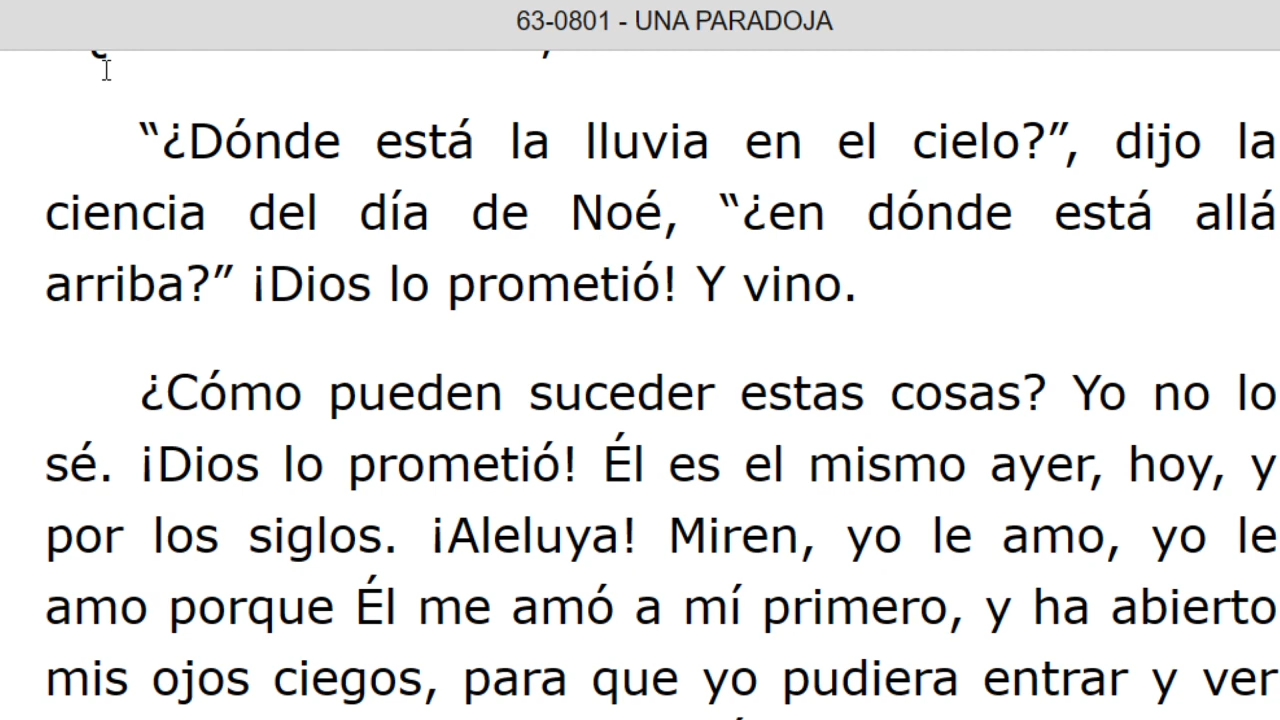 63-0801 - UNA PARADOJA
“¿Dónde está la lluvia en el cielo?”, dijo la
ciencia del día de Noé, “¿en dónde está allá
arriba?” ¡Dios lo prometió! Y vino.
¿Cómo pueden suceder estas cosas? Yo no lo
sé. ¡Dios lo prometió! Él es el mismo ayer, hoy, y
por los siglos. ¡Aleluya! Miren, yo le amo, yo le
amo porque Él me amó a mí primero, y ha abierto
mis ojos ciegos, para que yo pudiera entrar y ver